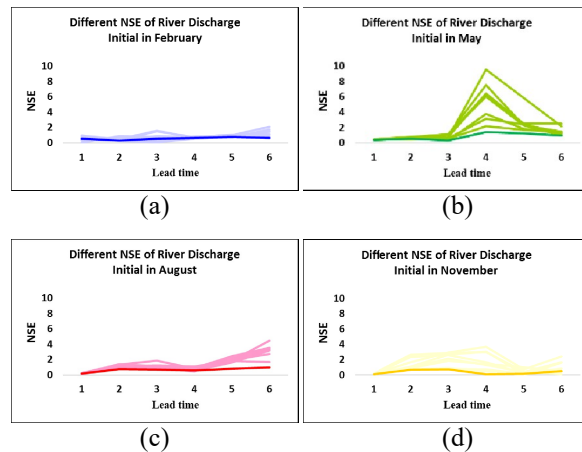 Different NSE of River Discharge
Initial in February
NSE
10
8
6
4
2
0
1 2 3 4 5 6
Lead time
(a)
Different NSE of River Discharge
Initial in May
NSE
10
8
6
4
2
0
1 2 3 4 5 6
Lead time
(b)
Different NSE of River Discharge
Initial in August
NSE
10
8
6
4
2
0
1 2 3 4 5 6
Lead time
(c)
Different NSE of River Discharge
Initial in November
NSE
10
8
6
4
2
0
1 2 3 4 5 6
Lead time
(d)